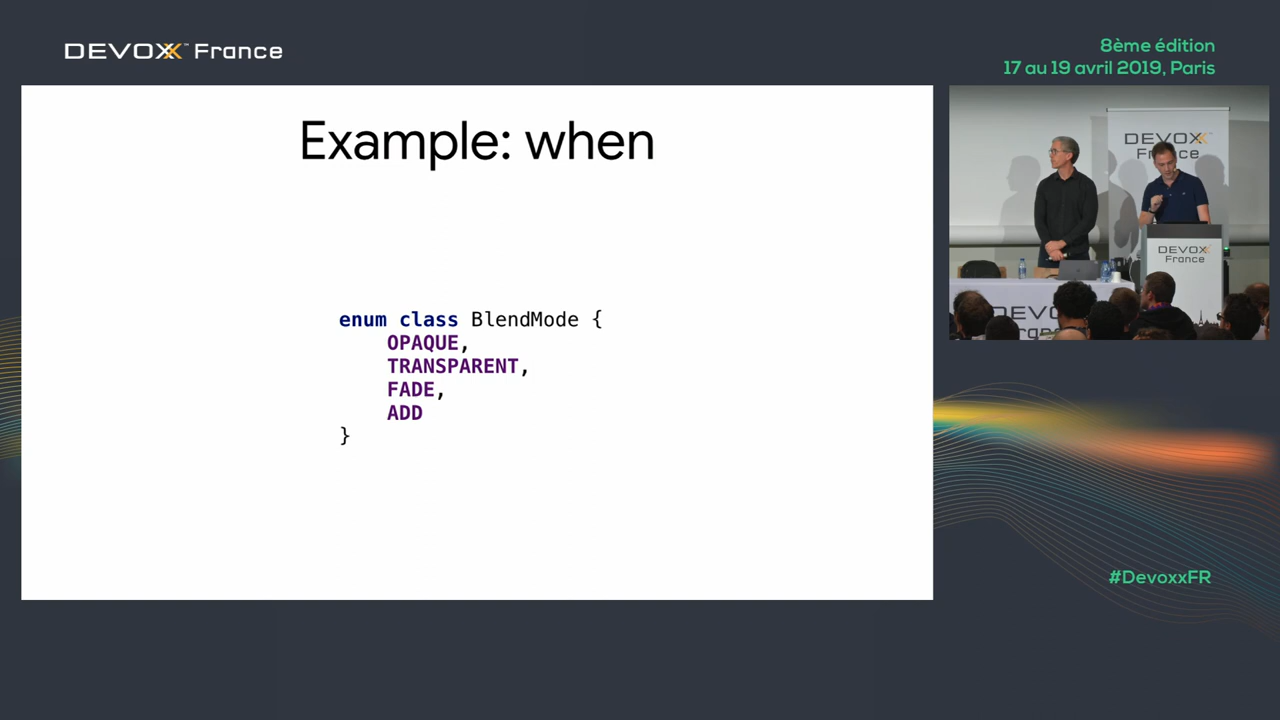 DEVOXX™ France
8ème édition
17 au 19 avril 2019, Paris
Example: when
enum class BlendMode {
OPAQUE,
TRANSPARENT,
FADE,
ADD
}
DEVOXX
France
DEVOXX
France
#DevoxxFR